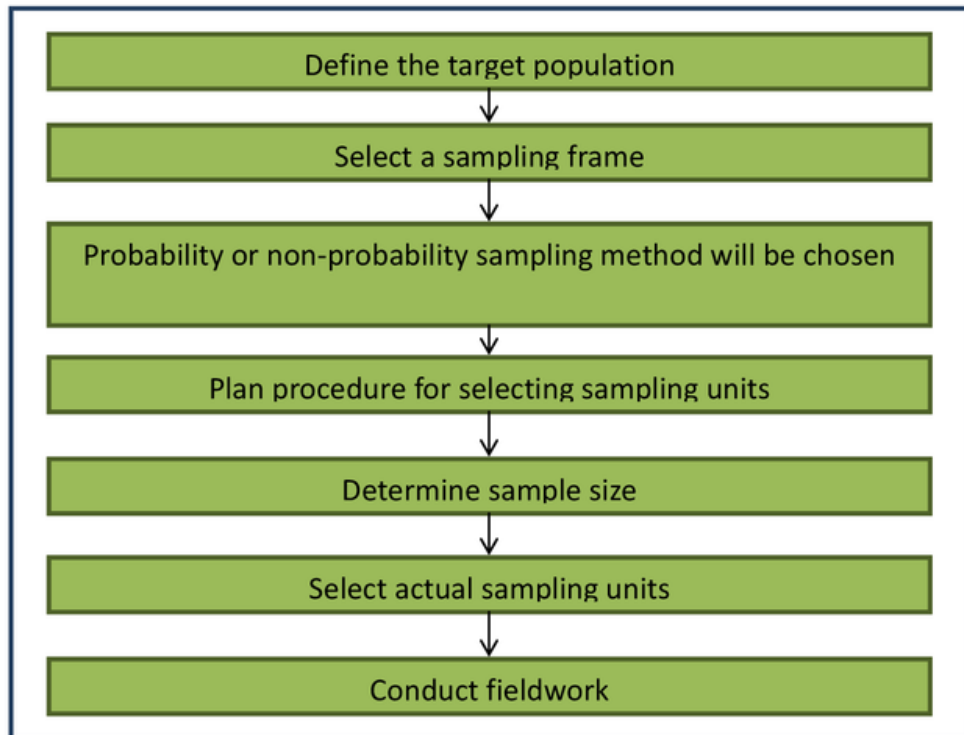 Define the target population
Select a sampling frame
Probability or non-probability sampling method will be chosen
Plan procedure for selecting sampling units
Determine sample size
Select actual sampling units
Conduct fieldwork